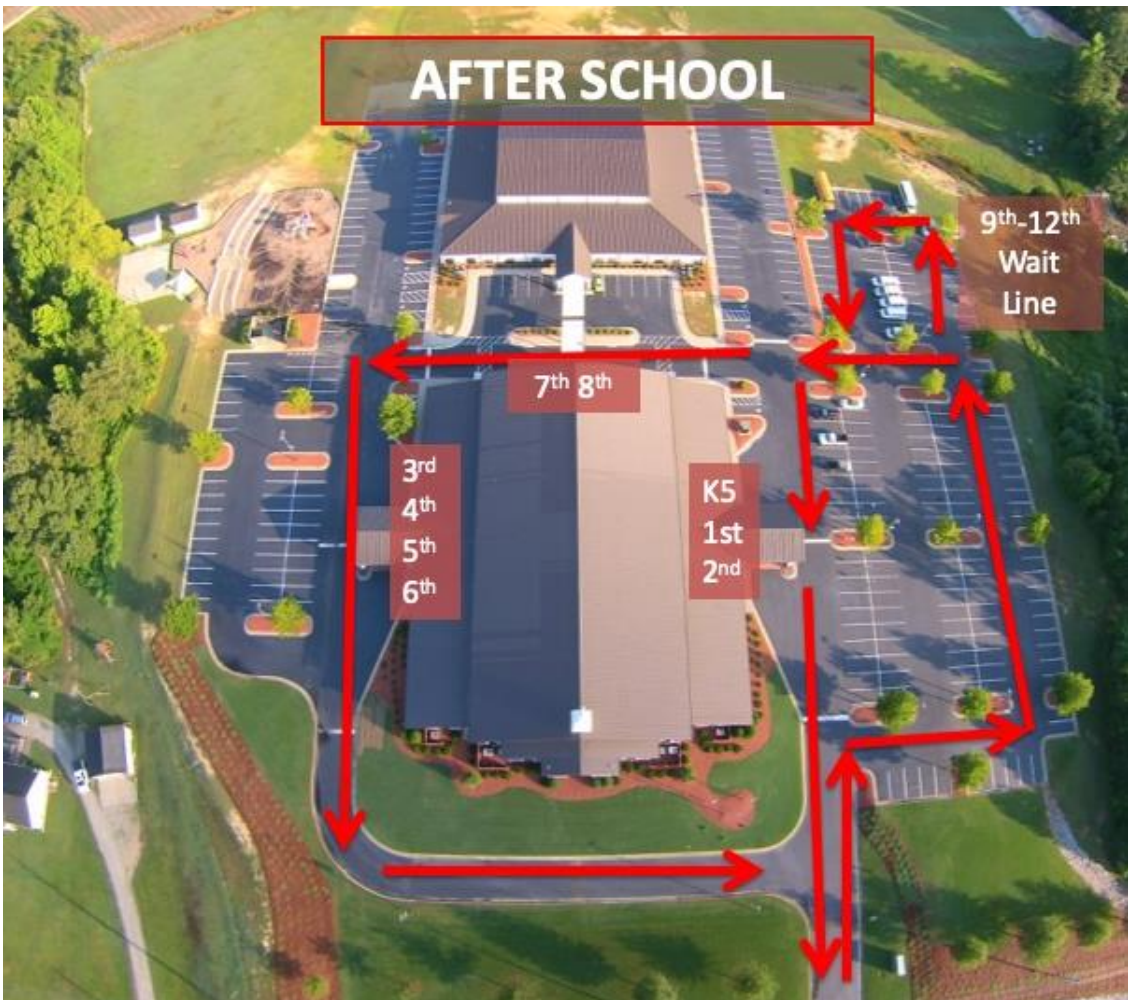 AFTER SCHOOL
9th-12th
Wait
Line
7th 8th
3rd
4th
5th
6th
K5
1st
2nd